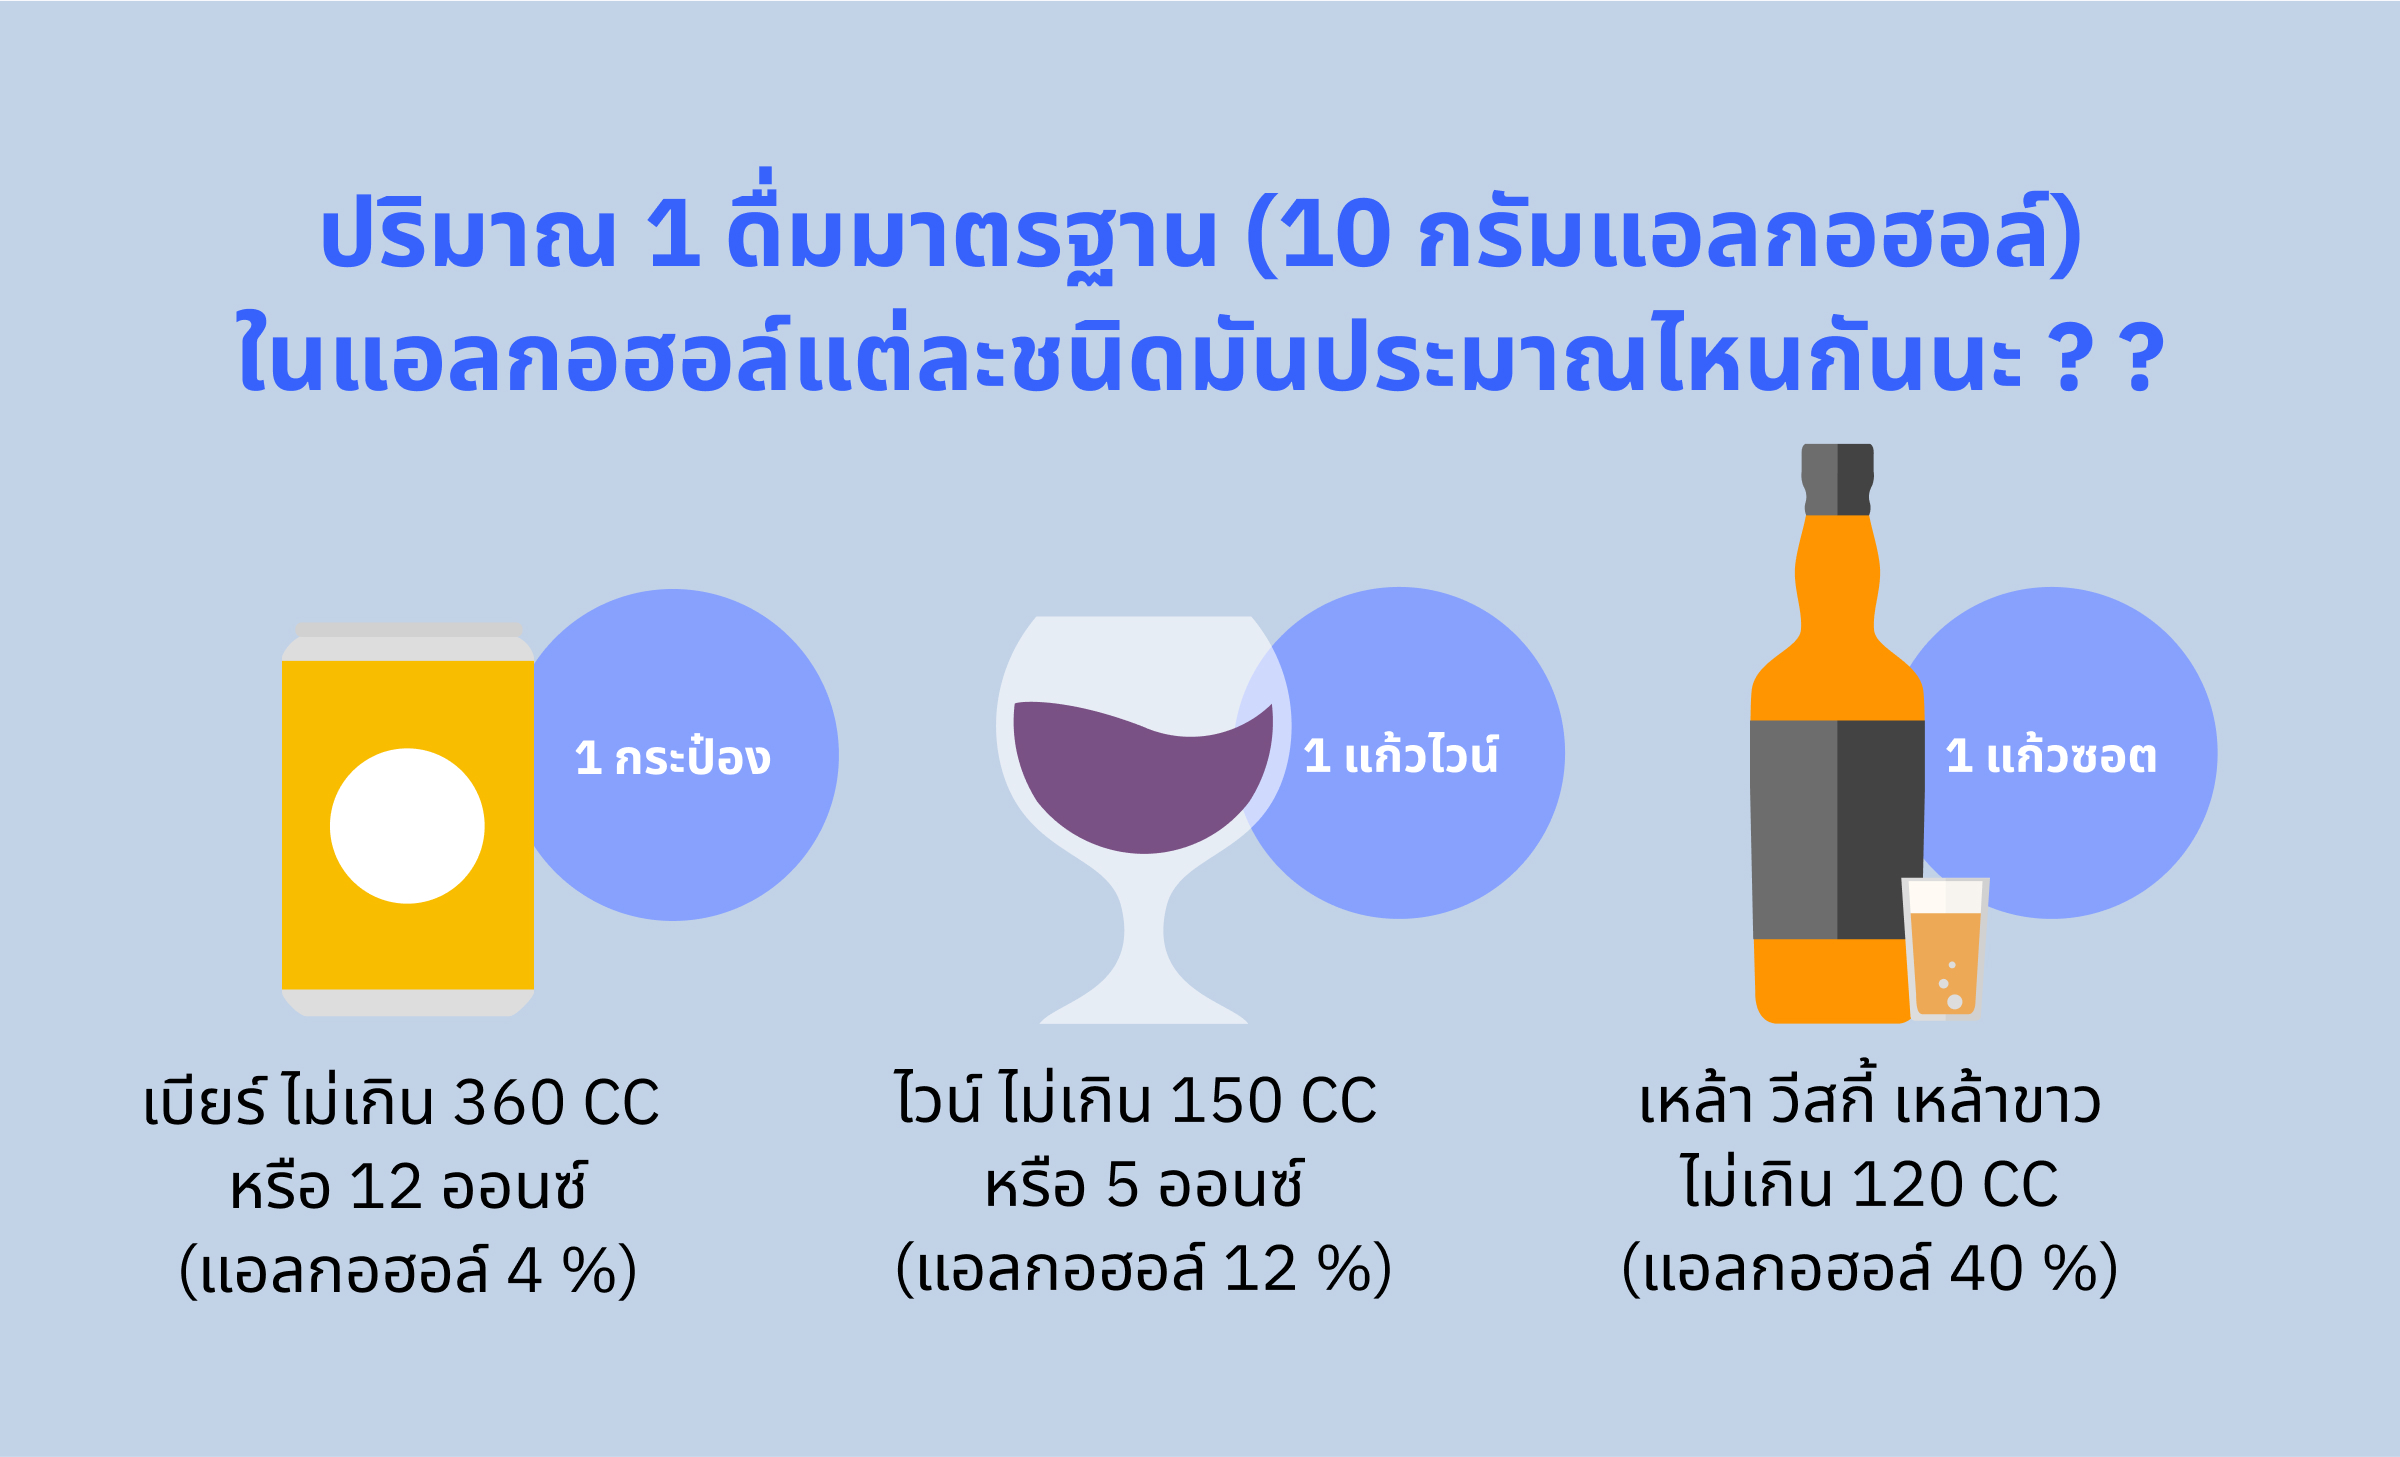 ปริมาณ 1 ดื่มมาตรฐาน (10 กรัมแอลกอฮอล์)
ในแอลกอฮอล์แต่ละชนิดมันประมาณไหนกันนะ ? ?
1 กระป๋อง
1 แก้วไวน์
1 แก้วซอต
เบียร์ ไม่เกิน 360 CC
หรือ 12 ออนซ์
(แอลกอฮอล์ 4 %)
ไวน์ ไม่เกิน 150 CC
หรือ 5 ออนซ์
(แอลกอฮอล์ 12 %)
เหล้า วีสกี้ เหล้าขาว
ไม่เกิน 120 CC
(แอลกอฮอล์ 40 %)